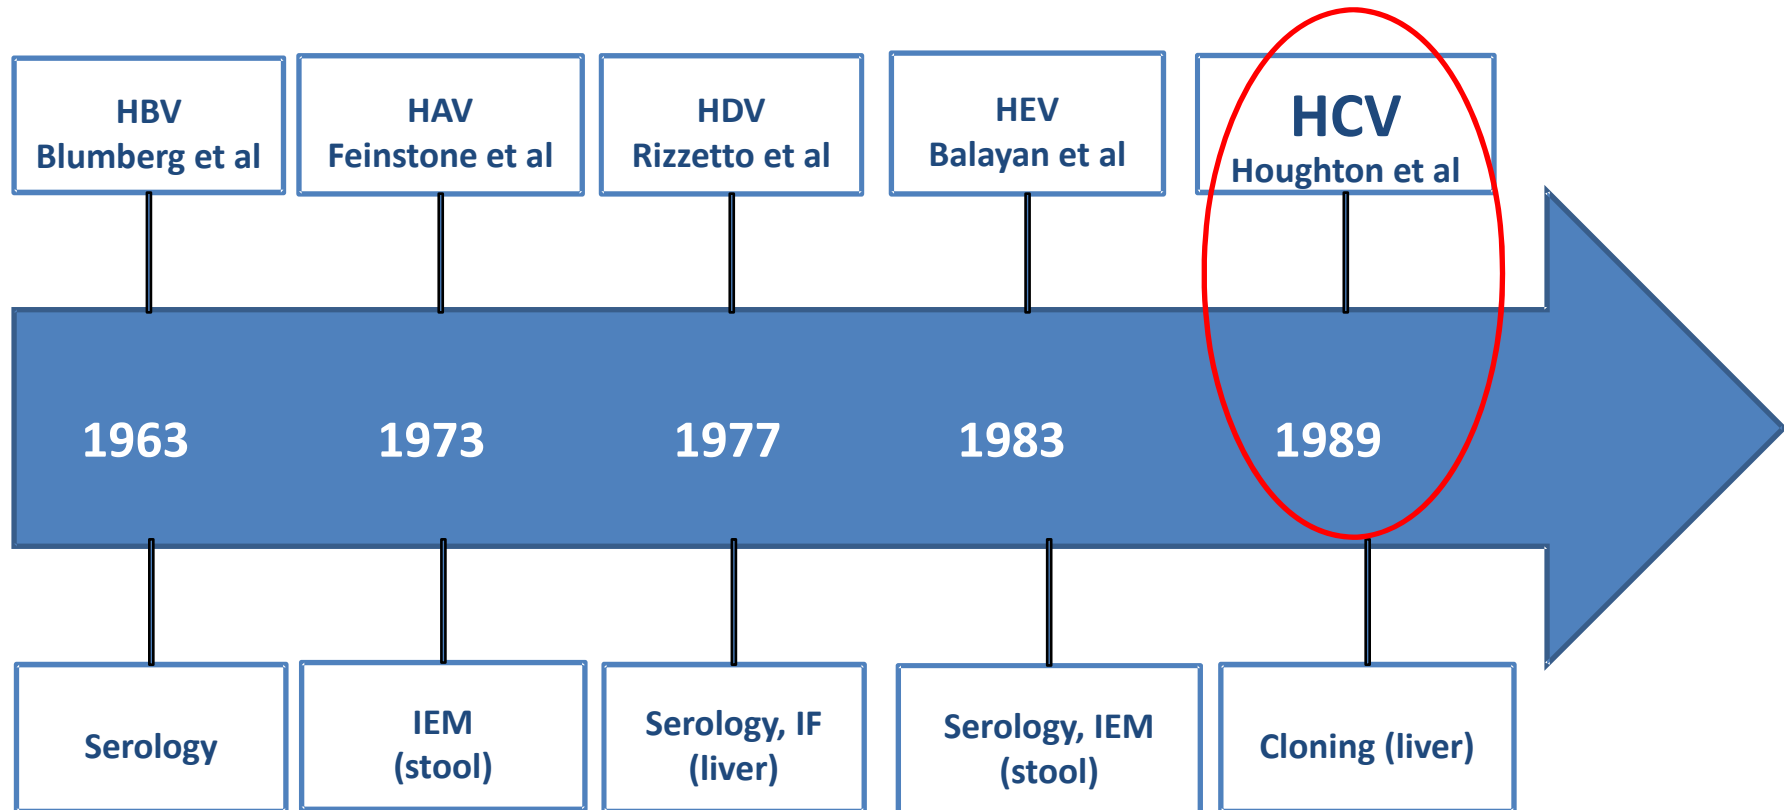 HBV
Blumberg et al
HAV
Feinstone et al
HDV
Rizzetto et al
HEV
Balayan et al
HCV
Houghton et al
1963
1973
1977
1983
1989
Serology
IEM
(stool)
Serology, IF
(liver)
Serology, IEM
(stool)
Cloning (liver)